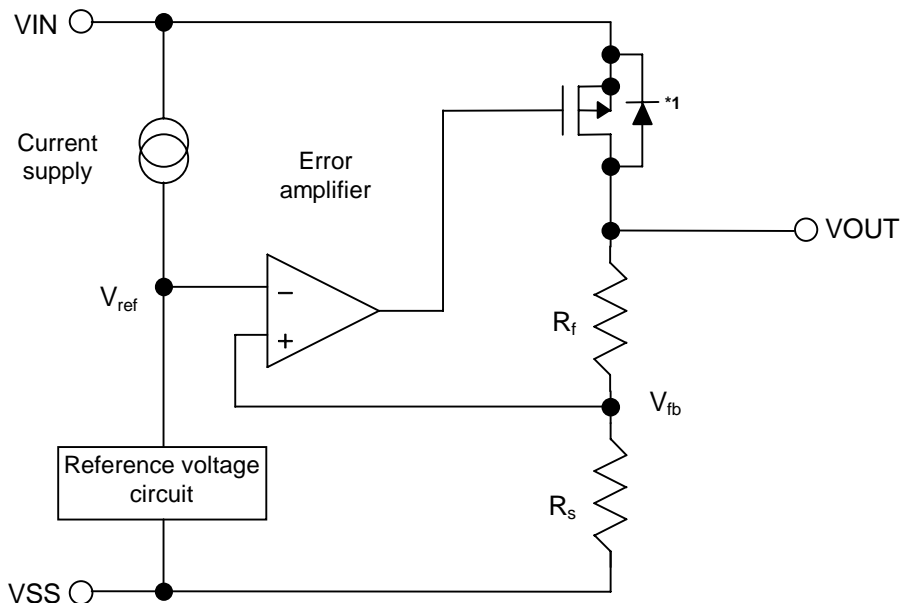 VIN
*1
Current
supply
Error
amplifier
VOUT
Vref
−
+
Rf
Vfb
Reference voltage
circuit
Rs
VSS